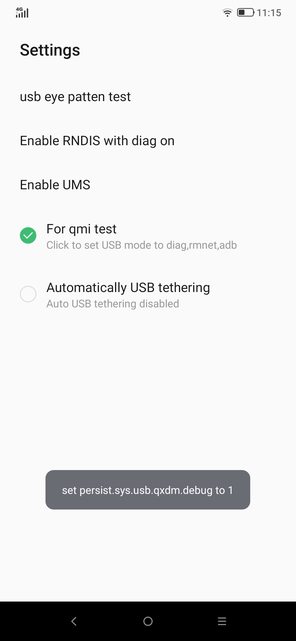 4G
11:15
Settings
usb eye patten test
Enable RNDIS with diag on
Enable UMS
For qmi test
Click to set USB mode to diag,rmnet,adb
Automatically USB tethering
Auto USB tethering disabled
set persist.sys.usb.qxdm.debug to 1